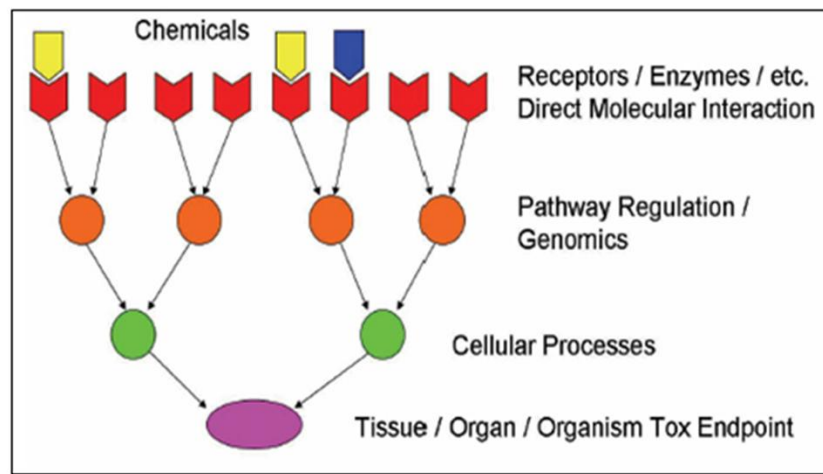 Chemicals
Receptors / Enzymes / etc.
Direct Molecular Interaction
Pathway Regulation /
Genomics
Cellular Processes
Tissue / Organ / Organism Tox Endpoint